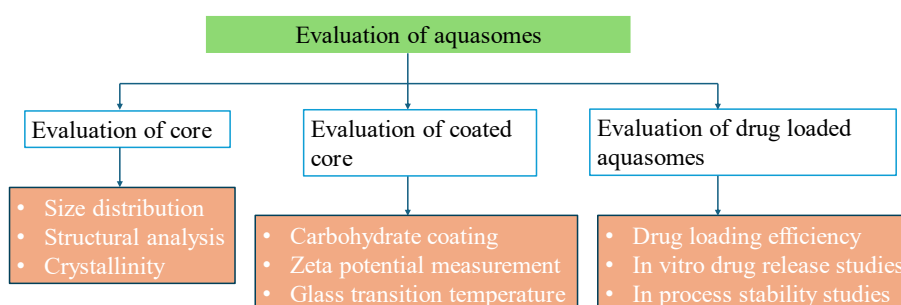 Evaluation of aquasomes
Evaluation of core
Evaluation of coated
core
Evaluation of drug loaded
aquasomes
• Size distribution
• Structural analysis
• Crystallinity
• Carbohydrate coating
• Zeta potential measurement
• Glass transition temperature
• Drug loading efficiency
• In vitro drug release studies
• In process stability studies